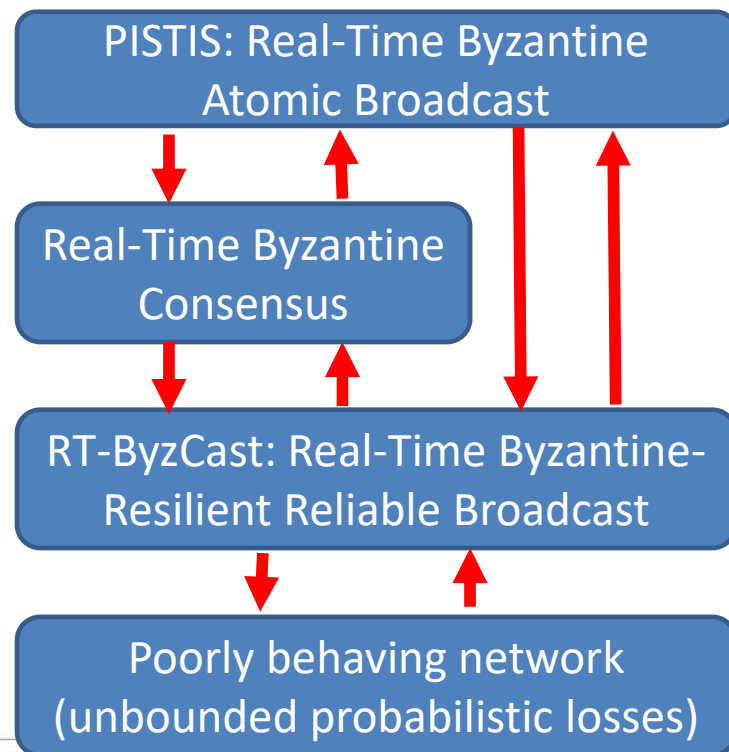 PISTIS: Real-Time Byzantine
Atomic Broadcast
Real-Time Byzantine
Consensus
RT-ByzCast: Real-Time Byzantine-
Resilient Reliable Broadcast
Poorly behaving network
(unbounded probabilistic losses)